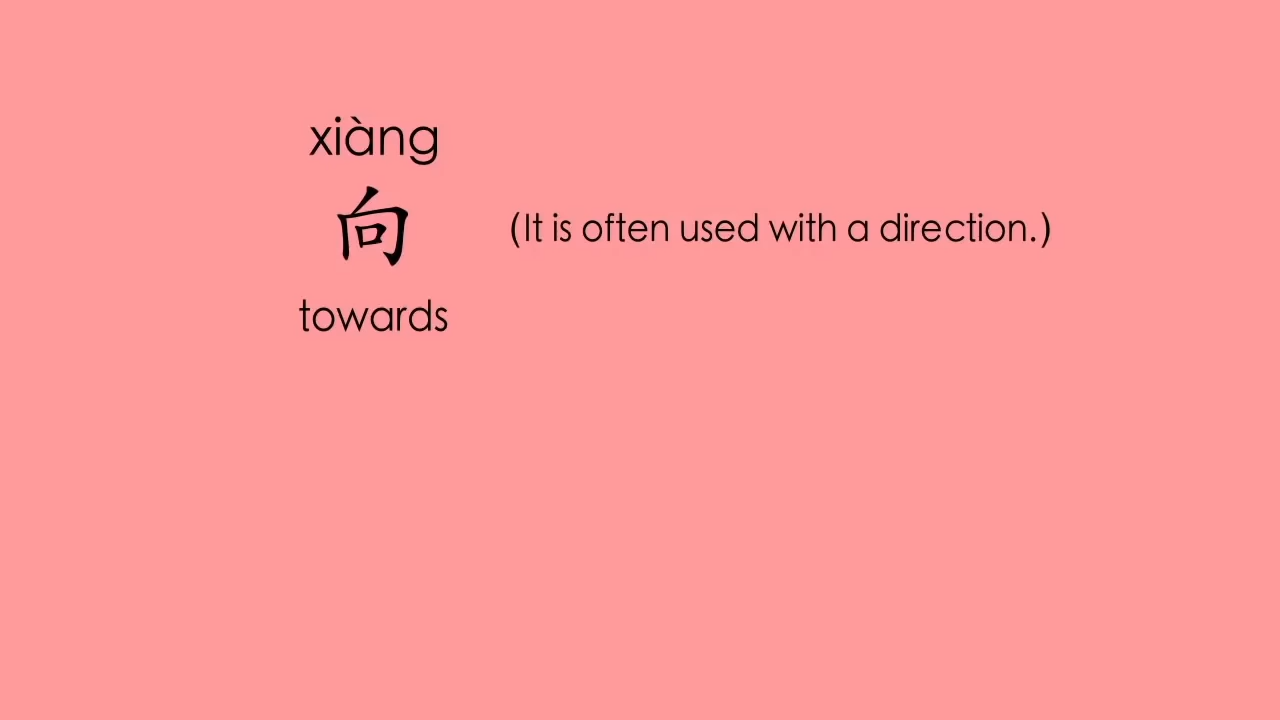 xiàng
向 (It is often used with a direction.)
towards